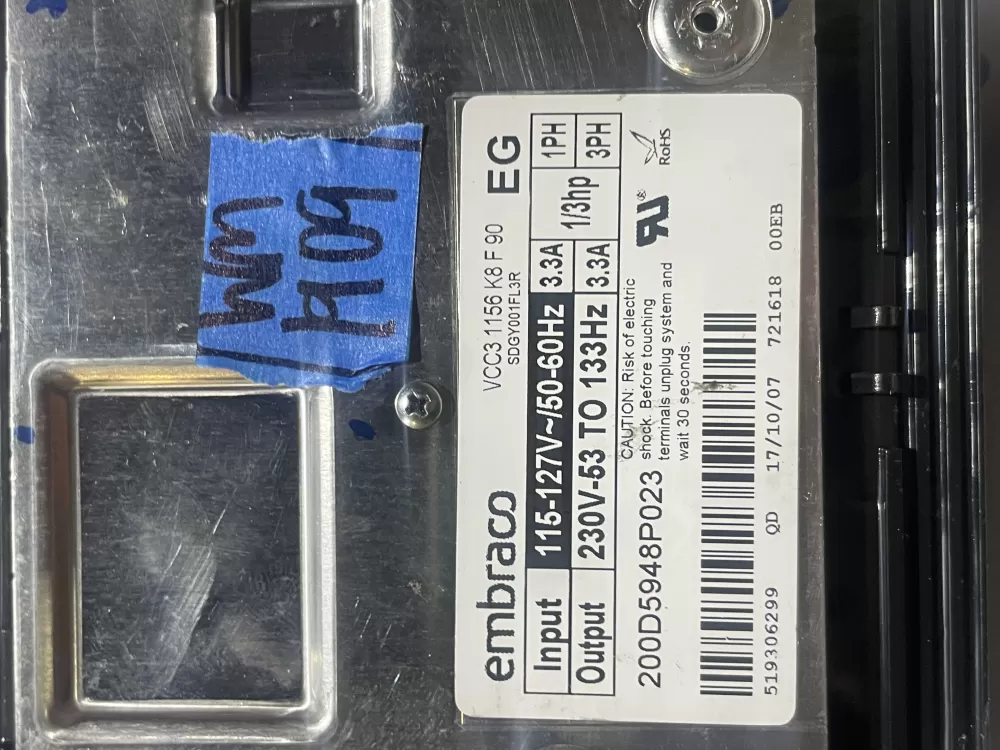 embraco
VCC3 1156 K8 F 90
SDGY001FL3R
EG
Input 115-127V~/50-60Hz 3.3A 1/3hp 1PH
Output 230V-53 TO 133Hz 3.3A 3PH
200D5948P023
CAUTION: Risk of electric
shock. Before touching
terminals unplug system and
wait 30 seconds.
RoHS
519306299 QD 17/10/07 721618 00EB